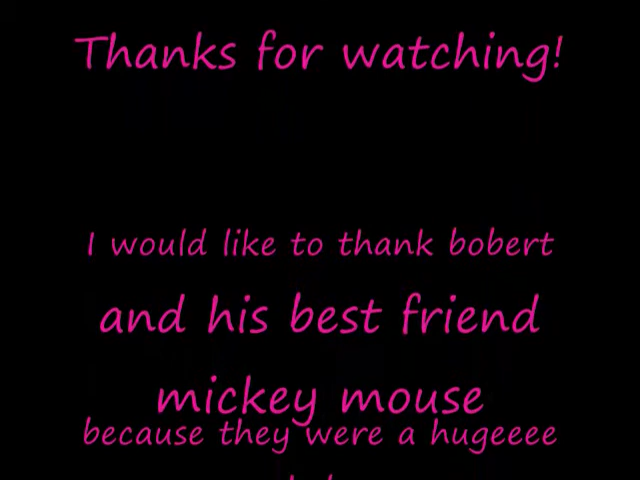 Thanks for watching!
I would like to thank bobert
and his best friend
mickey mouse
because they were a hugeeee